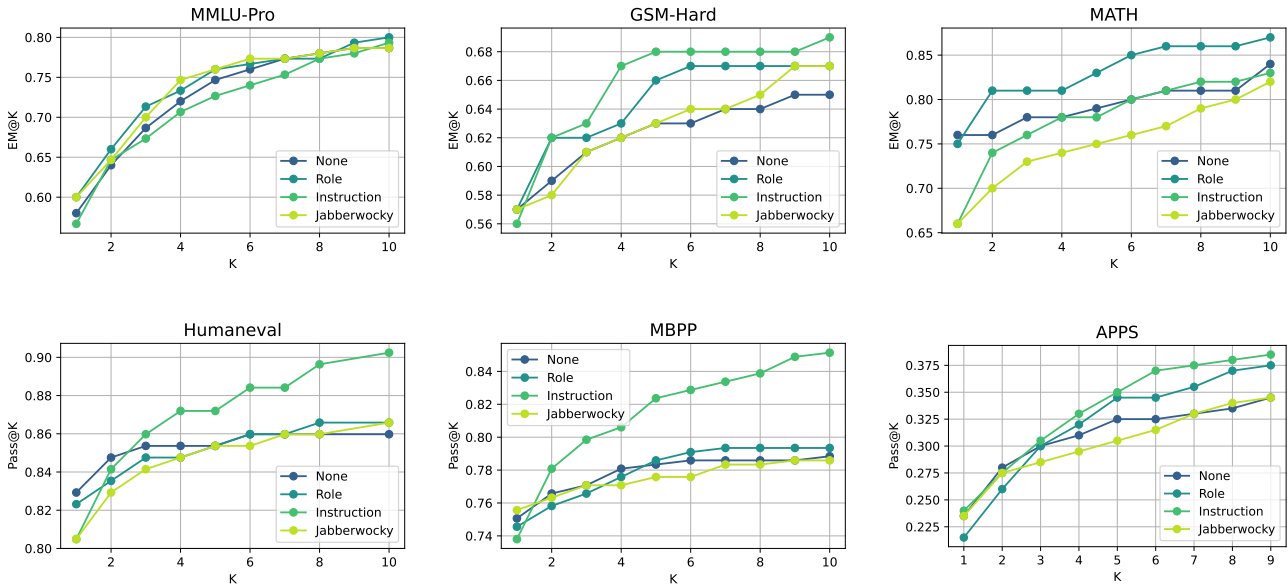 MMLU-Pro
EM@K
0.80
0.75
0.70
0.65
0.60
None
Role
Instruction
Jabberwocky
2 4 6 8 10
K
GSM-Hard
EM@K
0.68
0.66
0.64
0.62
0.60
0.58
0.56
None
Role
Instruction
Jabberwocky
2 4 6 8 10
K
MATH
EM@K
0.85
0.80
0.75
0.70
0.65
None
Role
Instruction
Jabberwocky
2 4 6 8 10
K
Humaneval
Pass@K
0.90
0.88
0.86
0.84
0.82
0.80
None
Role
Instruction
Jabberwocky
2 4 6 8 10
K
MBPP
Pass@K
0.84
0.82
0.80
0.78
0.76
0.74
None
Role
Instruction
Jabberwocky
2 4 6 8 10
K
APPS
Pass@K
0.375
0.350
0.325
0.300
0.275
0.250
0.225
None
Role
Instruction
Jabberwocky
1 2 3 4 5 6 7 8 9
K